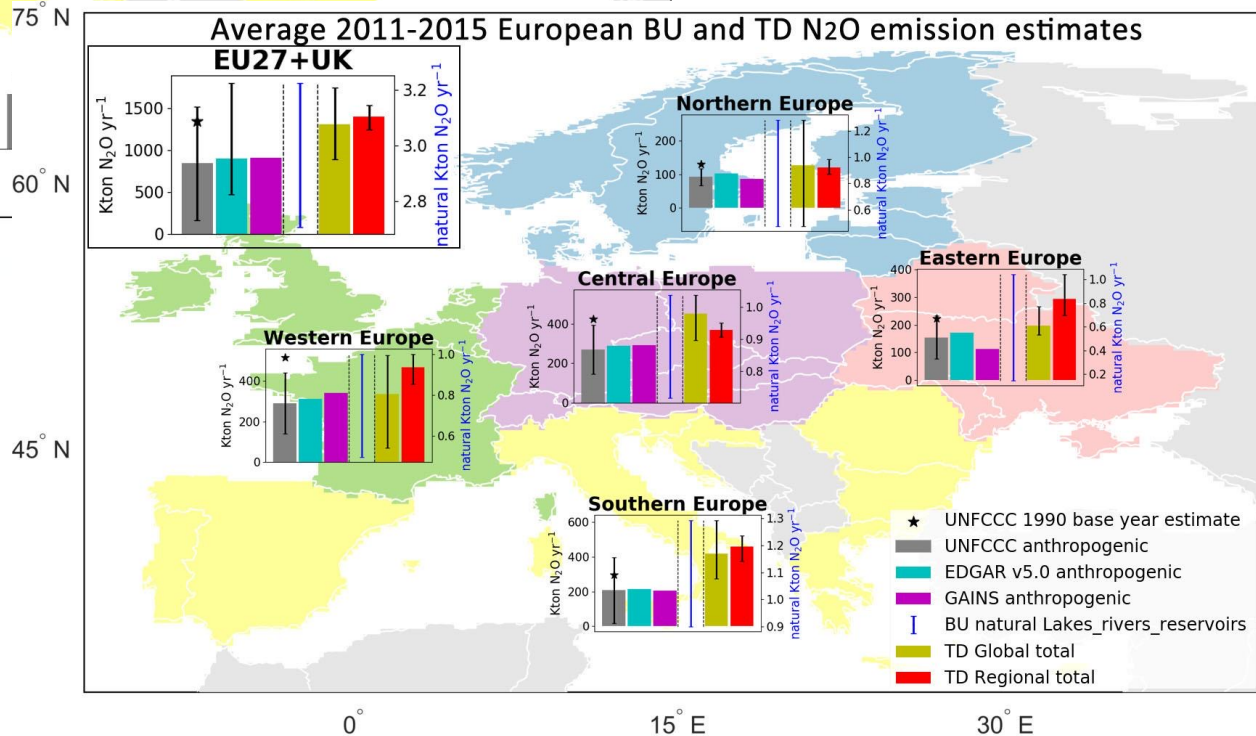 75° N
60° N
45° N
Average 2011-2015 European BU and TD N2O emission estimates
EU27+UK
Kton N₂O yr⁻¹
1500
1000
500
0
3.2
3.0
2.8
natural Kton N₂O yr⁻¹
Northern Europe
Kton N₂O yr⁻¹
200
100
0
1.2
1.0
0.8
0.6
natural Kton N₂O yr⁻¹
Central Europe
Kton N₂O yr⁻¹
400
200
0
1.0
0.9
0.8
natural Kton N₂O yr⁻¹
Eastern Europe
Kton N₂O yr⁻¹
400
300
200
100
0
1.0
0.8
0.6
0.4
0.2
natural Kton N₂O yr⁻¹
Western Europe
Kton N₂O yr⁻¹
400
200
0
1.0
0.8
0.6
natural Kton N₂O yr⁻¹
Southern Europe
Kton N₂O yr⁻¹
600
400
200
0
1.3
1.2
1.1
1.0
0.9
natural Kton N₂O yr⁻¹
UNFCCC 1990 base year estimate
UNFCCC anthropogenic
EDGAR v5.0 anthropogenic
GAINS anthropogenic
BU natural Lakes_rivers_reservoirs
TD Global total
TD Regional total
0°
15° E
30° E